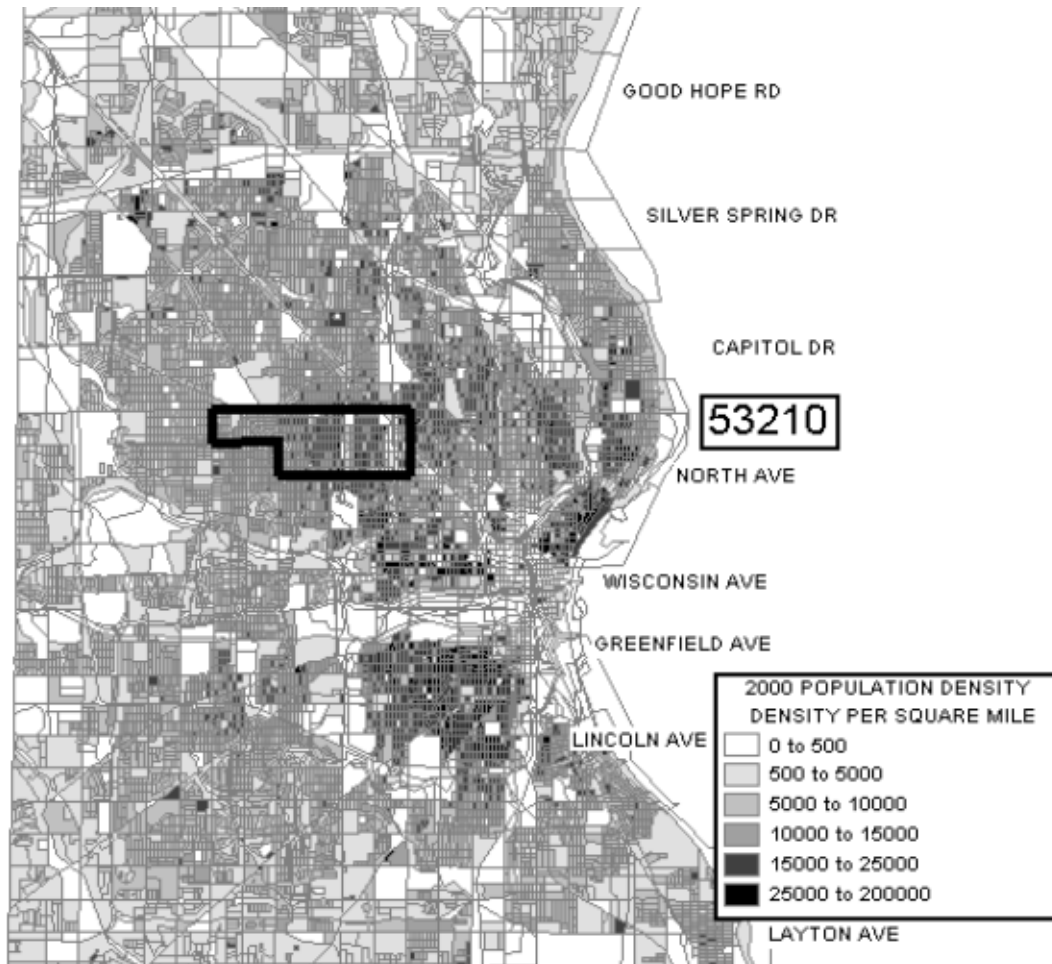 GOOD HOPE RD
SILVER SPRING DR
CAPITOL DR
53210
NORTH AVE
WISCONSIN AVE
GREENFIELD AVE
LINCOLN AVE
2000 POPULATION DENSITY
DENSITY PER SQUARE MILE
0 to 500
500 to 5000
5000 to 10000
10000 to 15000
15000 to 25000
25000 to 200000
LAYTON AVE